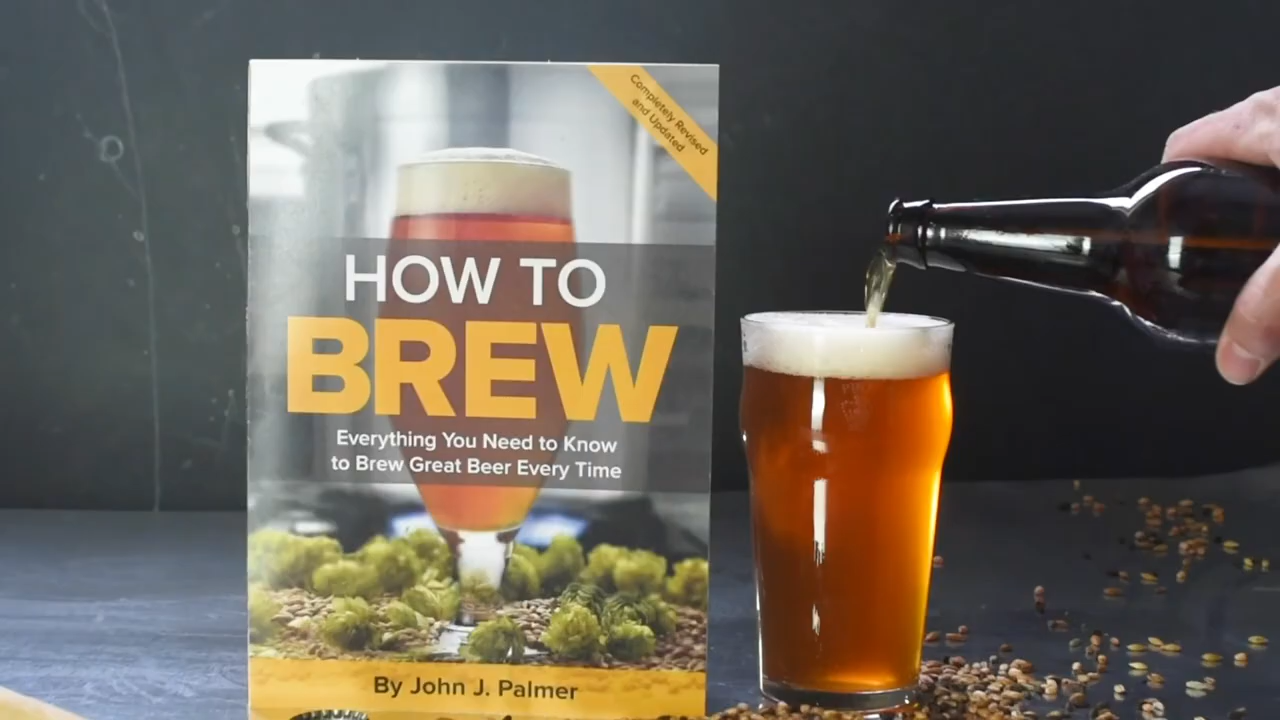 Completely Revised
and Updated
HOW TO
BREW
Everything You Need to Know
to Brew Great Beer Every Time
By John J. Palmer